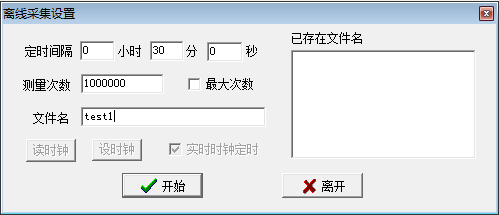 离线采集设置
定时间隔 0 小时 30 分 0 秒
已存在文件名
测量次数 1000000 最大次数
文件名 test1
读时钟 设时钟 实时时钟定时
开始 离开